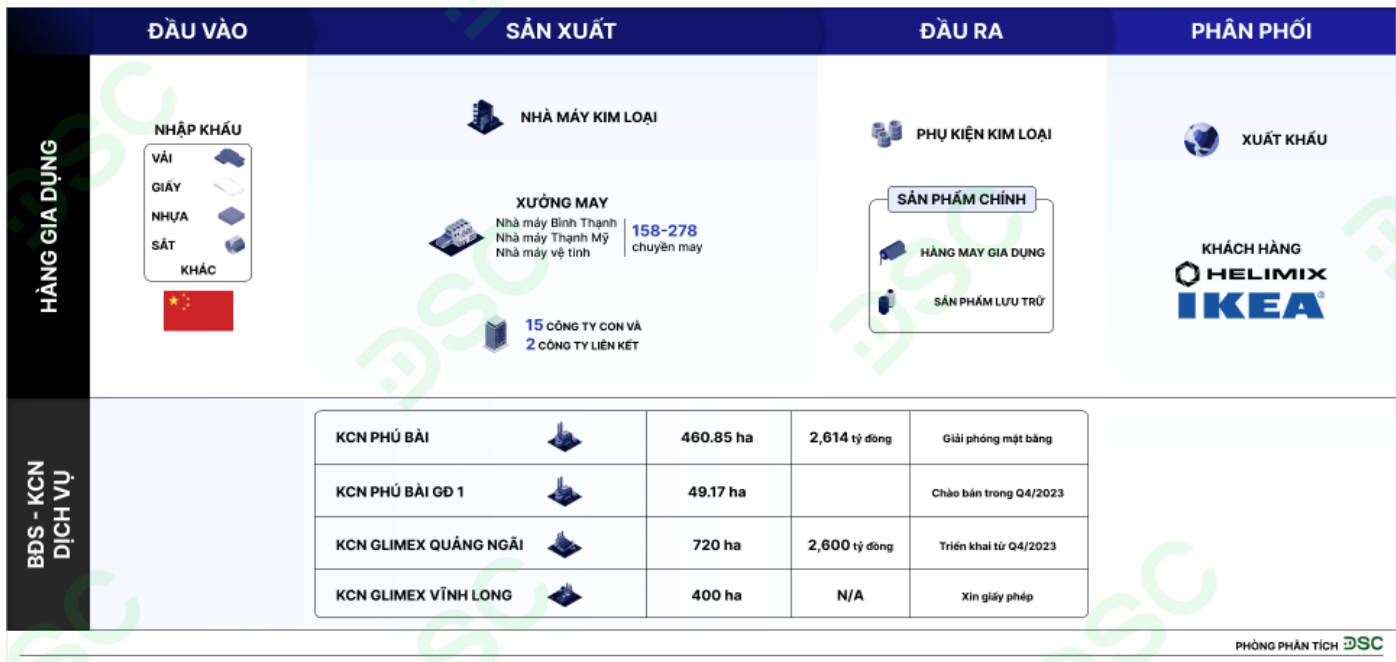 ĐẦU VÀO
SẢN XUẤT
ĐẦU RA
PHÂN PHỐI
HÀNG GIA DỤNG
NHẬP KHẨU
VẢI
GIẤY
NHỰA
SẮT
KHÁC
NHÀ MÁY KIM LOẠI
XƯỞNG MAY
Nhà máy Bình Thạnh
Nhà máy Thạnh Mỹ
Nhà máy vệ tinh
158-278
chuyền may
15 CÔNG TY CON VÀ
2 CÔNG TY LIÊN KẾT
PHỤ KIỆN KIM LOẠI
SẢN PHẨM CHÍNH
HÀNG MAY GIA DỤNG
SẢN PHẨM LƯU TRỮ
XUẤT KHẨU
KHÁCH HÀNG
HELIMIX
IKEA
BĐS - KCN
DỊCH VỤ
KCN PHÚ BÀI 460.85 ha 2,614 tỷ đồng Giải phóng mặt bằng
KCN PHÚ BÀI GĐ 1 49.17 ha Chào bán trong Q4/2023
KCN GLIMEX QUẢNG NGÃI 720 ha 2,600 tỷ đồng Triển khai từ Q4/2023
KCN GLIMEX VĨNH LONG 400 ha N/A Xin giấy phép
PHÒNG PHÂN TÍCH DSC
DSC
DSC
DSC
DSC
DSC
DSC